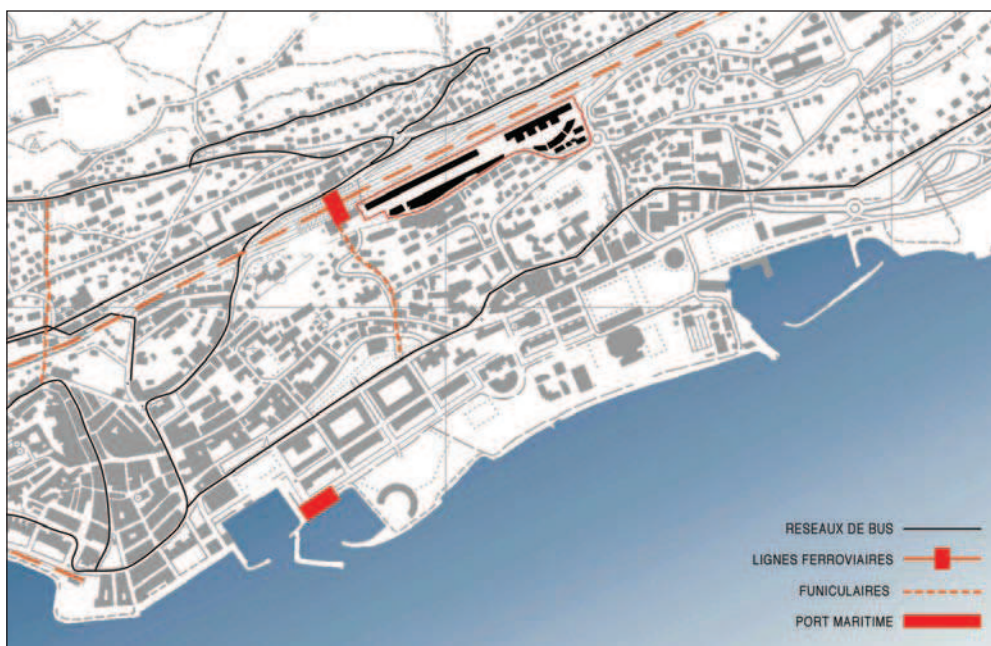 RESEAUX DE BUS
LIGNES FERROVIAIRES
FUNICULAIRES
PORT MARITIME